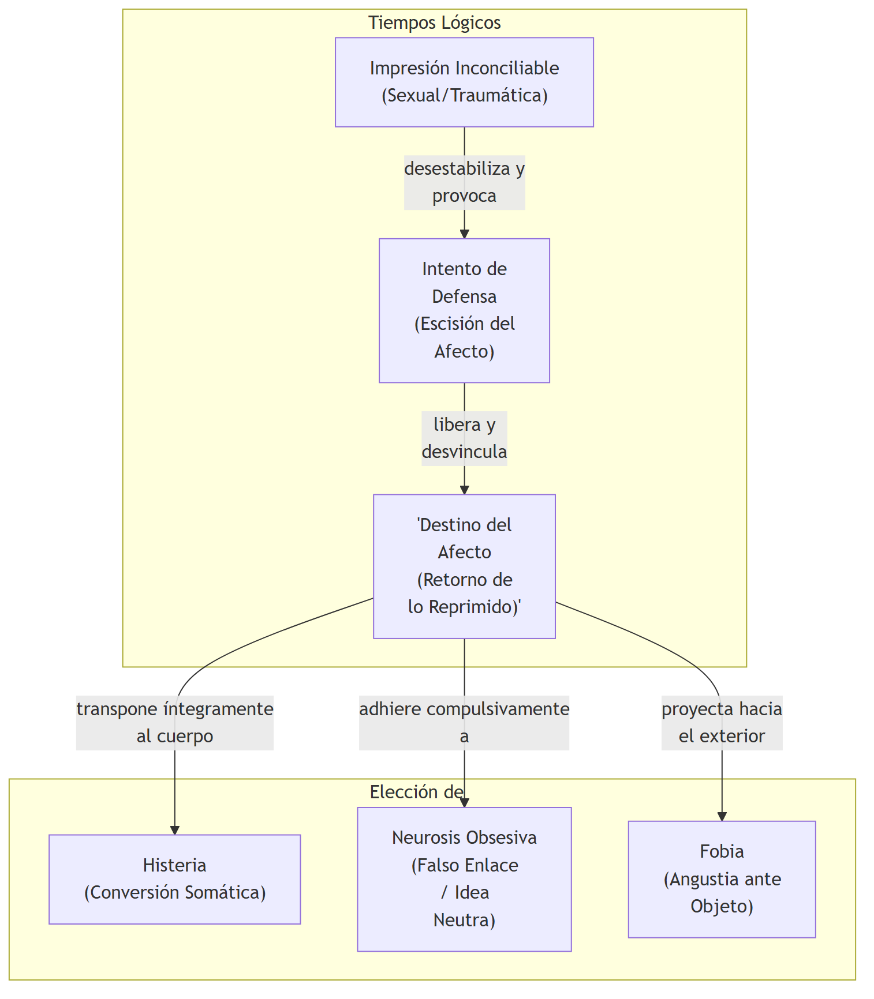 Tiempos Lógicos
Impresión Inconciliable
(Sexual/Traumática)
desestabiliza y
provoca
Intento de
Defensa
(Escisión del
Afecto)
libera y
desvincula
'Destino del
Afecto
(Retorno de
lo Reprimido)'
transpone íntegramente
al cuerpo
adhiere compulsivamente
a
proyecta hacia
el exterior
Elección de
Histeria
(Conversión Somática)
Neurosis Obsesiva
(Falso Enlace
/ Idea
Neutra)
Fobia
(Angustia ante
Objeto)